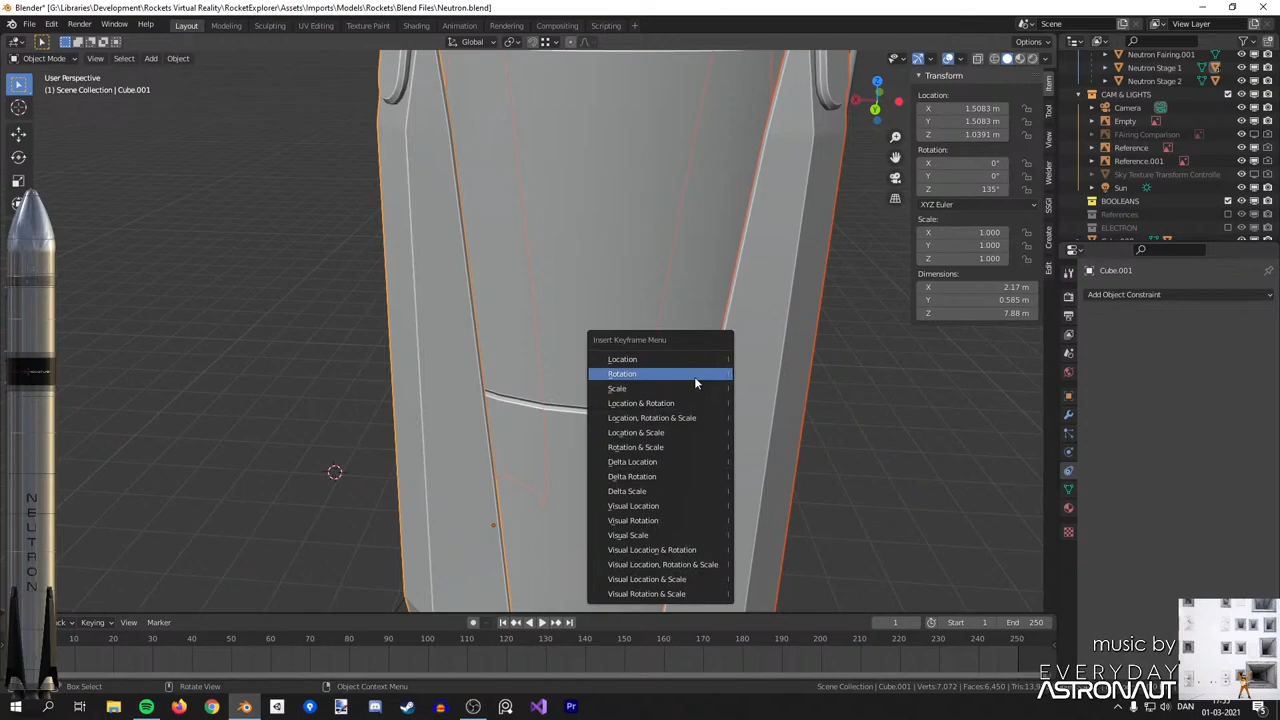 Blender* [G:\Libraries\Development\Rockets Virtual Reality\RocketExplorer\Assets\Imports\Models\Rockets\Blend Files\Neutron.blend]
File Edit Render Window Help Layout Modeling Sculpting UV Editing Texture Paint Shading Animation Rendering Compositing Scripting Scene View Layer
Global Options
Object Mode View Select Add Object
User Perspective
(1) Scene Collection | Cube.001
Transform
Location:
X 1.5083 m
Y 1.5083 m
Z 1.0391 m
Rotation:
X 0°
Y 0°
Z 135°
XYZ Euler
Scale:
X 1.000
Y 1.000
Z 1.000
Dimensions:
X 2.17 m
Y 0.585 m
Z 7.88 m
Item
Tool
View
Welder
SSGI
Create
Edit
Neutron Fairing.001
Neutron Stage 1
Neutron Stage 2
CAM & LIGHTS
Camera
Empty
FAiring Comparison
Reference
Reference.001
Sky Texture Transform Controlle
Sun
BOOLEANS
References
ELECTRON
Cube.001
Add Object Constraint
Insert Keyframe Menu
Location I
Rotation I
Scale I
Location & Rotation I
Location, Rotation & Scale I
Location & Scale I
Rotation & Scale I
Delta Location I
Delta Rotation I
Delta Scale I
Visual Location I
Visual Rotation I
Visual Scale I
Visual Location & Rotation I
Visual Location, Rotation & Scale I
Visual Location & Scale I
Visual Rotation & Scale I
NEUTRON
Keying View Marker 1 Start 1 End 250
10 20 30 40 50 60 70 80 90 100 110 120 130 140 150 160 170 180 190 200 210 220 230 240 250
Box Select Rotate View Object Context Menu
Scene Collection | Cube.001 | Verts:7,072 | Faces:6,450
music by
EVERYDAY
ASTRONAUT
DAN
01-03-2021